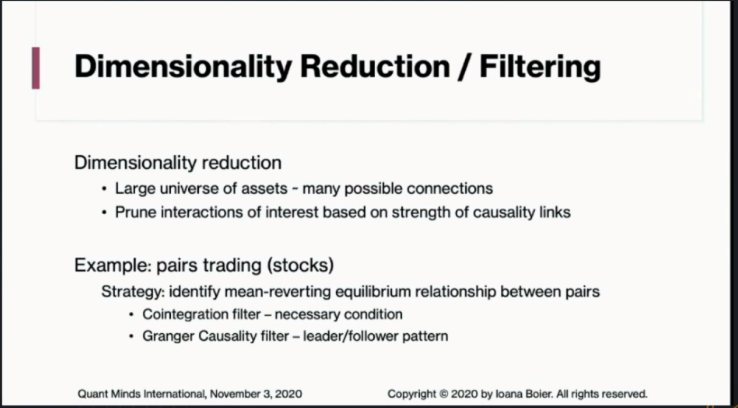 Dimensionality Reduction / Filtering
Dimensionality reduction
• Large universe of assets - many possible connections
• Prune interactions of interest based on strength of causality links
Example: pairs trading (stocks)
Strategy: identify mean-reverting equilibrium relationship between pairs
• Cointegration filter – necessary condition
• Granger Causality filter – leader/follower pattern
Quant Minds International, November 3, 2020
Copyright © 2020 by Ioana Boier. All rights reserved.